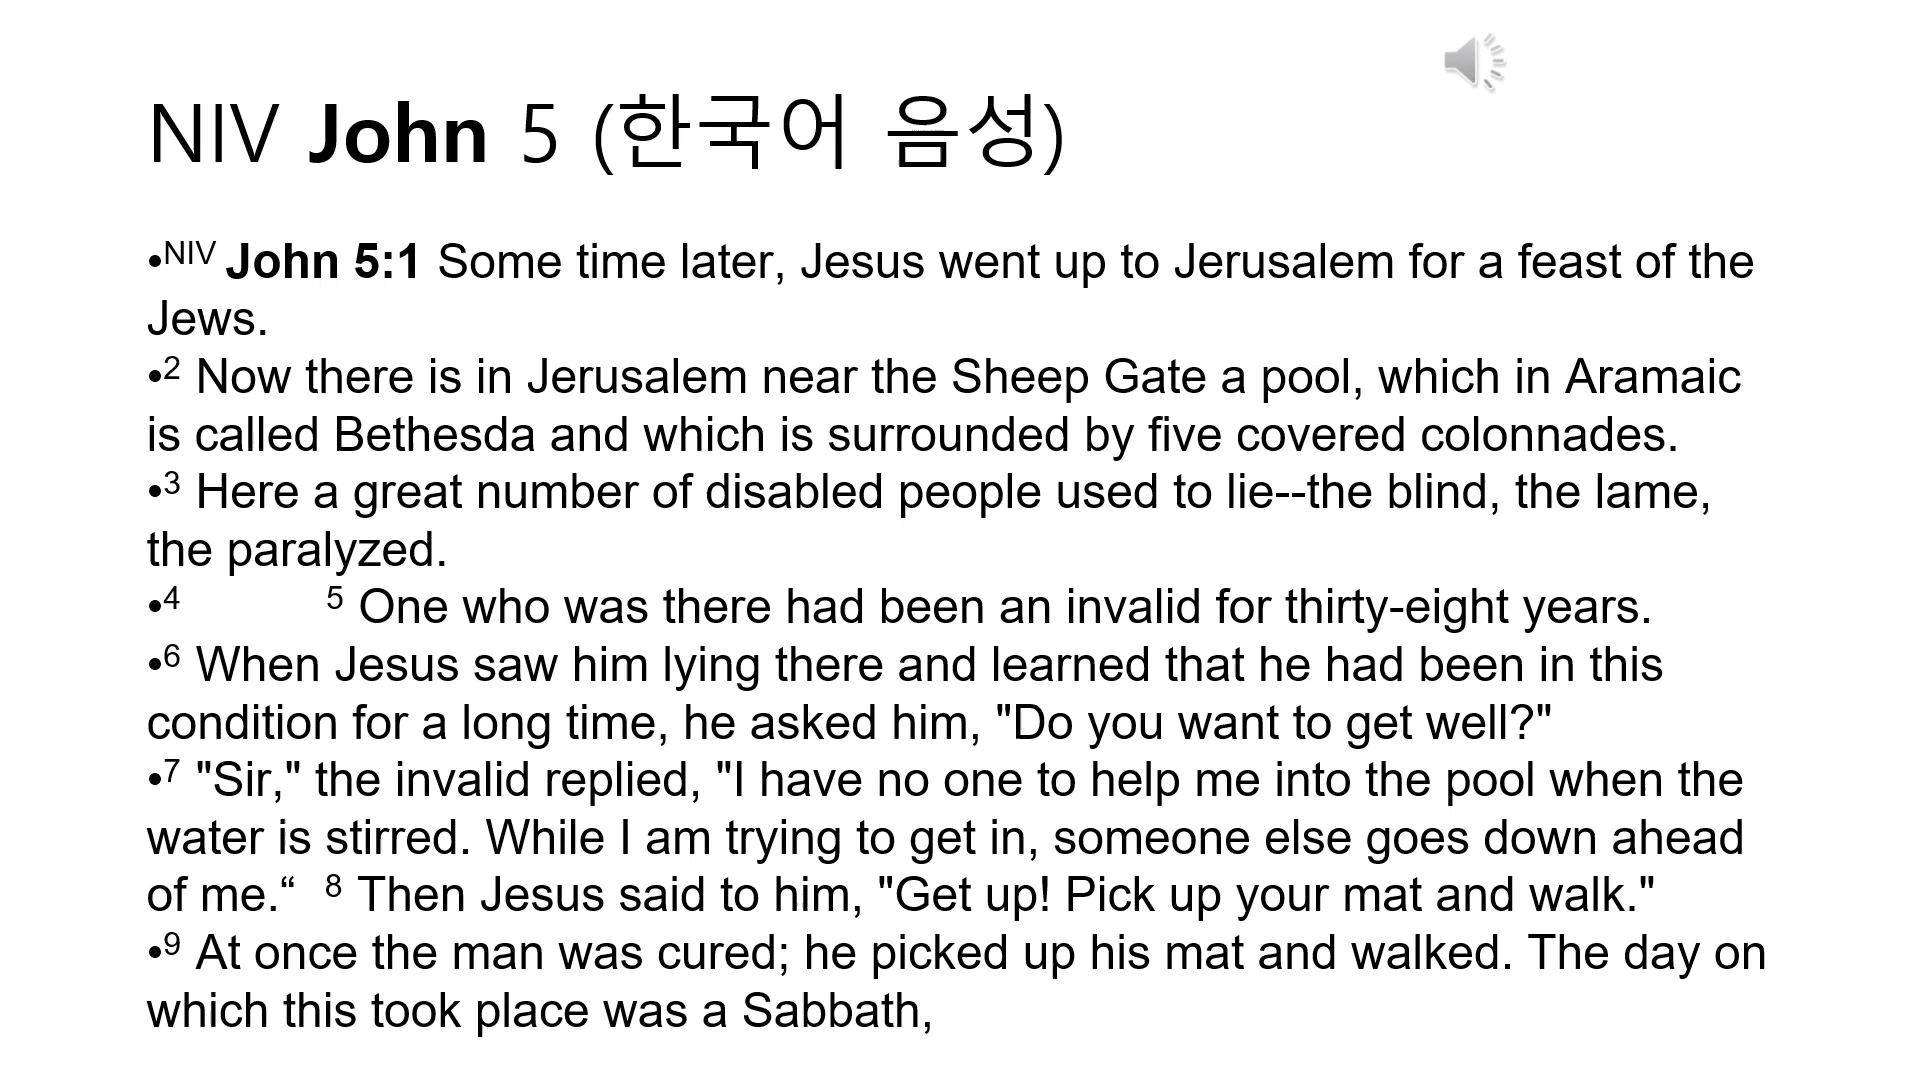 NIV John 5 (한국어 음성)
•NIV John 5:1 Some time later, Jesus went up to Jerusalem for a feast of the
Jews.
•2 Now there is in Jerusalem near the Sheep Gate a pool, which in Aramaic
is called Bethesda and which is surrounded by five covered colonnades.
•3 Here a great number of disabled people used to lie--the blind, the lame,
the paralyzed.
•4 5 One who was there had been an invalid for thirty-eight years.
•6 When Jesus saw him lying there and learned that he had been in this
condition for a long time, he asked him, "Do you want to get well?"
•7 "Sir," the invalid replied, "I have no one to help me into the pool when the
water is stirred. While I am trying to get in, someone else goes down ahead
of me.“ 8 Then Jesus said to him, "Get up! Pick up your mat and walk."
•9 At once the man was cured; he picked up his mat and walked. The day on
which this took place was a Sabbath,